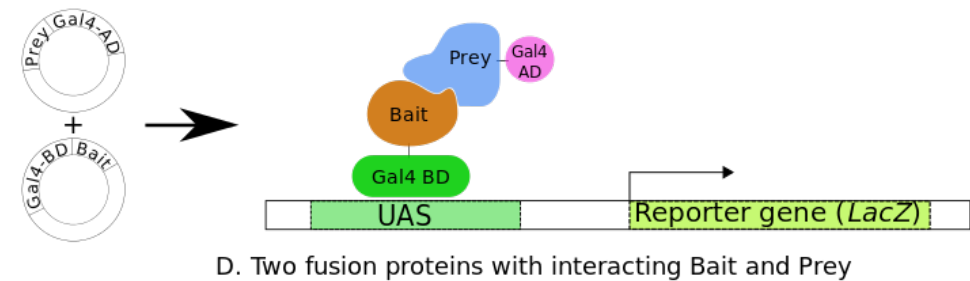 Prey Gal4-AD
+
Gal4-BD Bait
Prey
Gal4
AD
Bait
Gal4 BD
UAS
Reporter gene (LacZ)
D. Two fusion proteins with interacting Bait and Prey